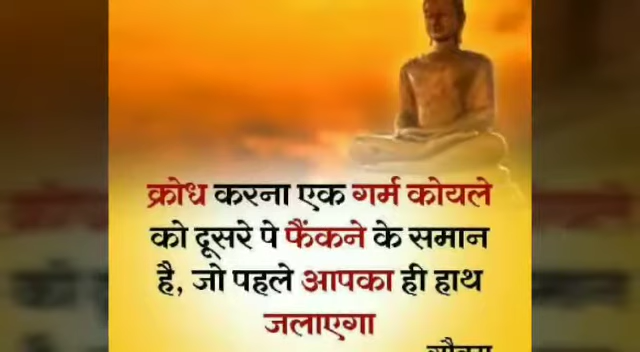 क्रोध करना एक गर्म कोयले
को दूसरे पे फैंकने के समान
है, जो पहले आपका ही हाथ
जलाएगा